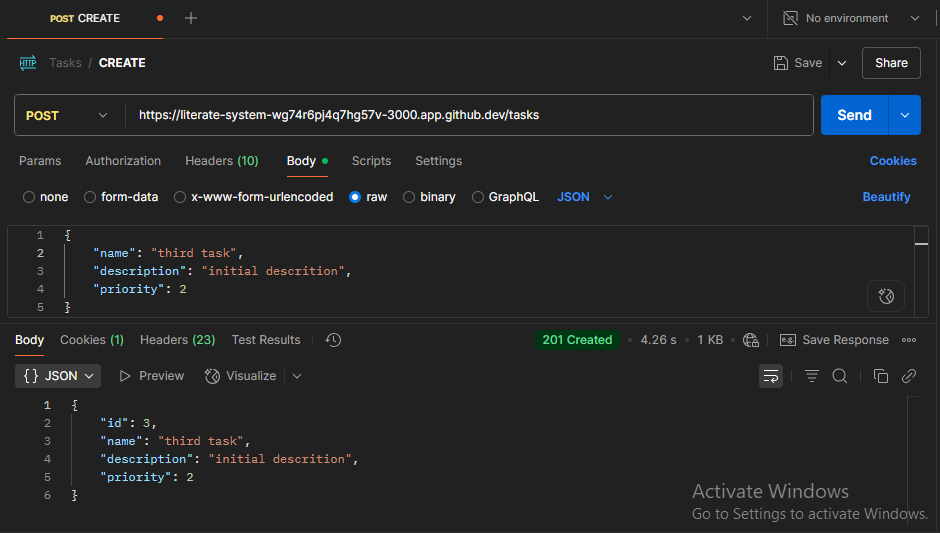 POST CREATE
No environment
HTTP Tasks / CREATE Save Share
POST https://literate-system-wg74r6pj4q7hg57v-3000.app.github.dev/tasks Send
Params Authorization Headers (10) Body Scripts Settings Cookies
none form-data x-www-form-urlencoded raw binary GraphQL JSON Beautify
1 {
2 "name": "third task",
3 "description": "initial descrition",
4 "priority": 2
5 }
Body Cookies (1) Headers (23) Test Results 201 Created • 4.26 s • 1 KB • e.g. Save Response
{} JSON Preview Visualize
1 {
2 "id": 3,
3 "name": "third task",
4 "description": "initial descrition",
5 "priority": 2
6 }
Activate Windows
Go to Settings to activate Windows.